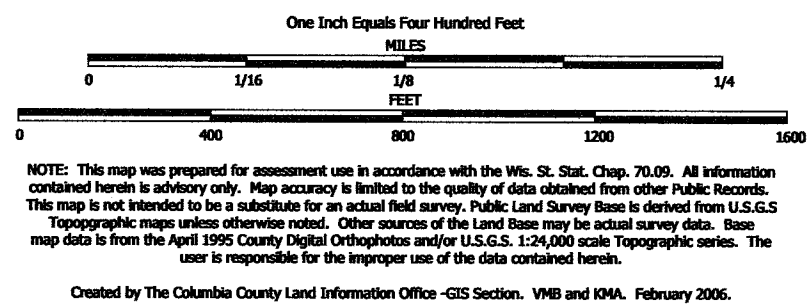 One Inch Equals Four Hundred Feet
MILES
0 1/16 1/8 1/4
FEET
0 400 800 1200 1600
NOTE: This map was prepared for assessment use in accordance with the Wis. St. Stat. Chap. 70.09. All information
contained herein is advisory only. Map accuracy is limited to the quality of data obtained from other Public Records.
This map is not intended to be a substitute for an actual field survey. Public Land Survey Base is derived from U.S.G.S
Topopgraphic maps unless otherwise noted. Other sources of the Land Base may be actual survey data. Base
map data is from the April 1995 County Digital Orthophotos and/or U.S.G.S. 1:24,000 scale Topographic series. The
user is responsible for the improper use of the data contained herein.
Created by The Columbia County Land Information Office -GIS Section. VMB and KMA. February 2006.